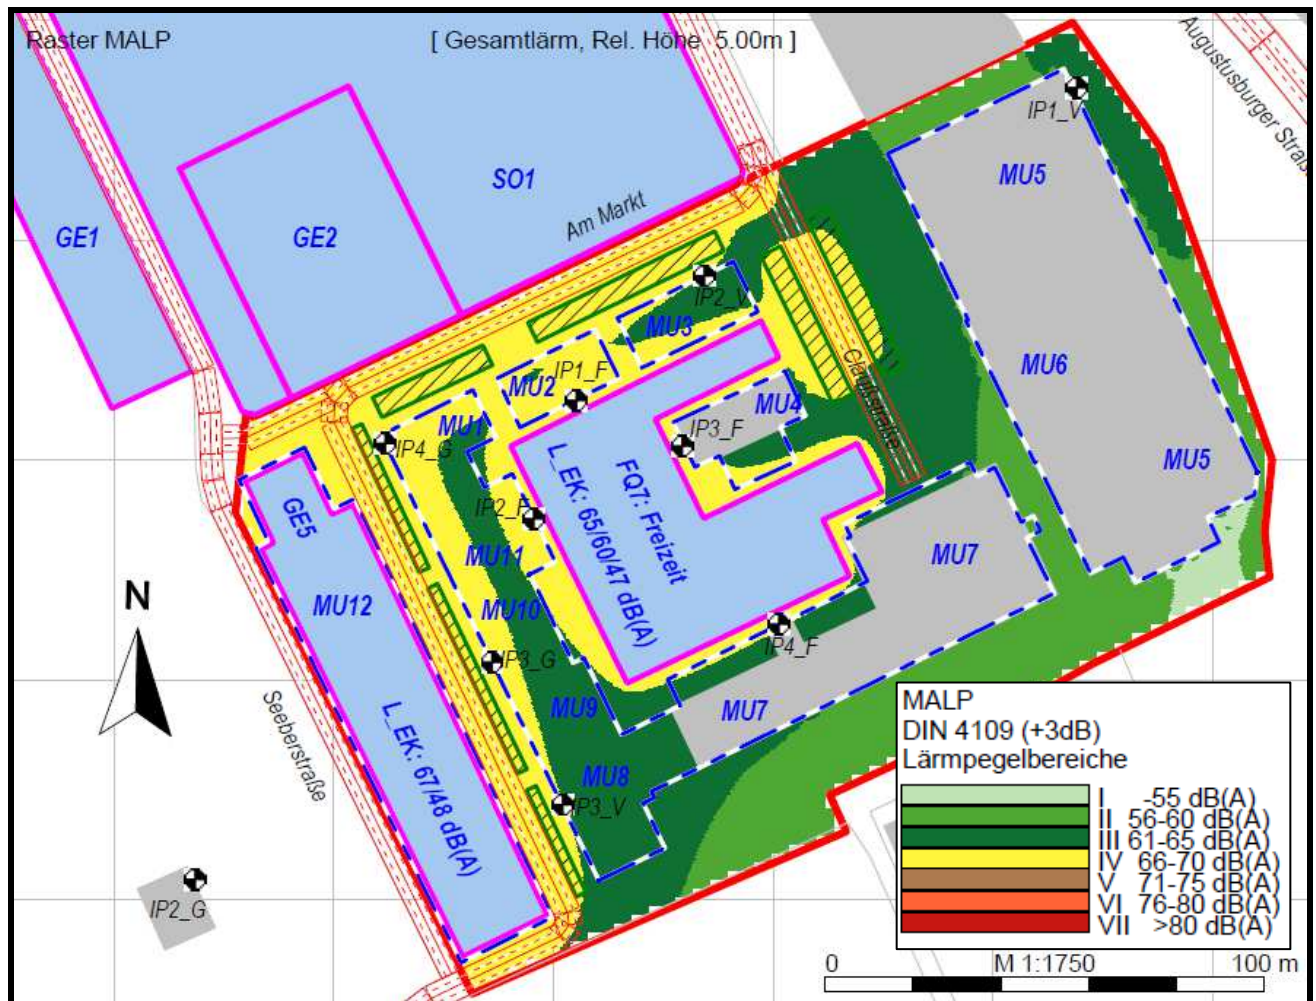 Raster MALP
[ Gesamtlärm, Rel. Höhe 5.00m ]
Augustusburger
IP1_V
MU5
SO1
Am Markt
GE1
GE2
IP2_V
MU3
MU6
IP1_F
MU2
Clausstraße
MU4
MU1
IP4_G
IP3_F
MU5
L_EK: 65/60/47 dB(A)
FQ7: Freizeit
GE5
IP2_F
MU11
MU7
MU12
MU10
N
IP4_F
IP3_G
Seeberstraße
MU9
MU7
L_EK: 67/48 dB(A)
MU8
IP3_V
IP2_G
MALP
DIN 4109 (+3dB)
Lärmpegelbereiche
I -55 dB(A)
II 56-60 dB(A)
III 61-65 dB(A)
IV 66-70 dB(A)
V 71-75 dB(A)
VI 76-80 dB(A)
VII >80 dB(A)
0 M 1:1750 100 m